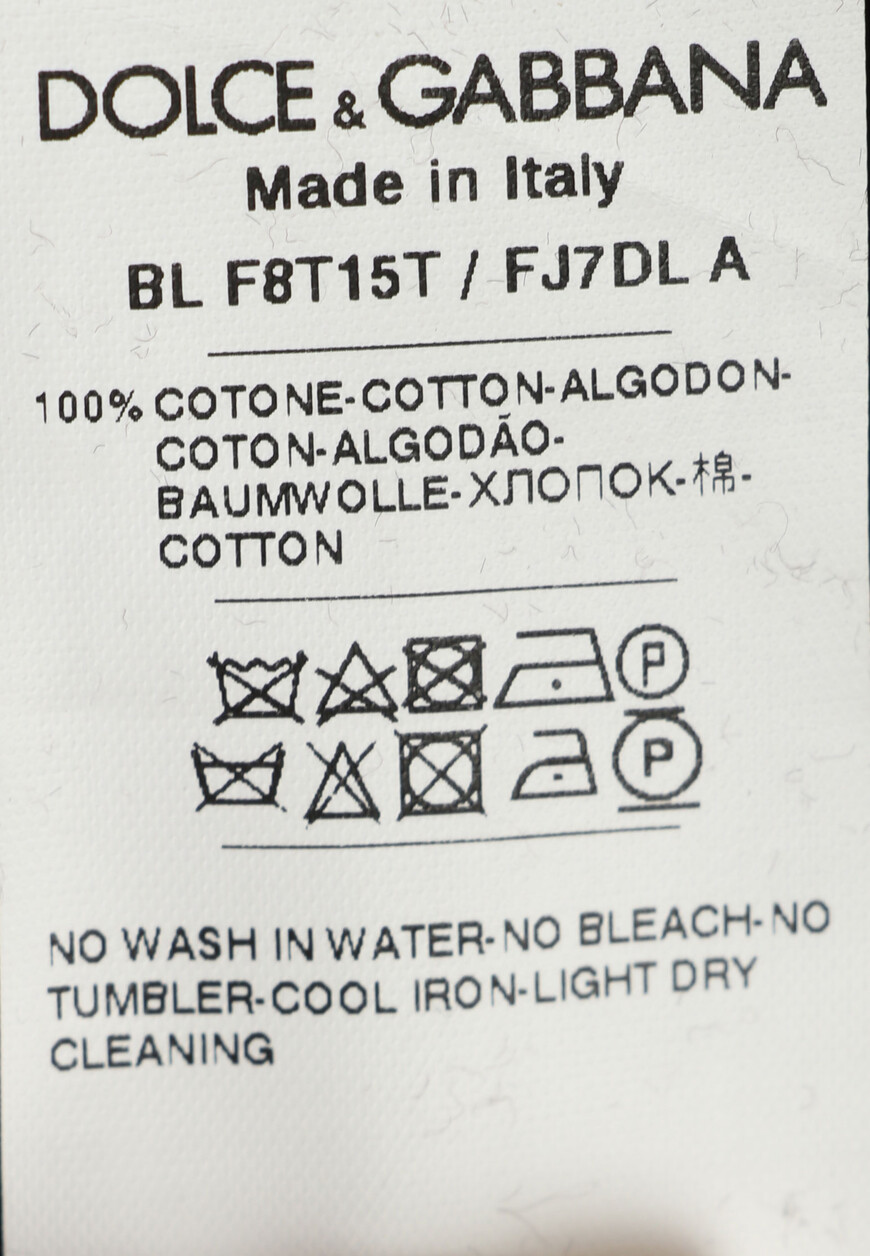 DOLCE & GABBANA
Made in Italy
BL F8T15T / FJ7DL A
100% COTONE-COTTON-ALGODON-
COTON-ALGODÃO-
BAUMWOLLE-ХЛОПОК-棉-
COTTON
P
P
NO WASH IN WATER-NO BLEACH-NO
TUMBLER-COOL IRON-LIGHT DRY
CLEANING